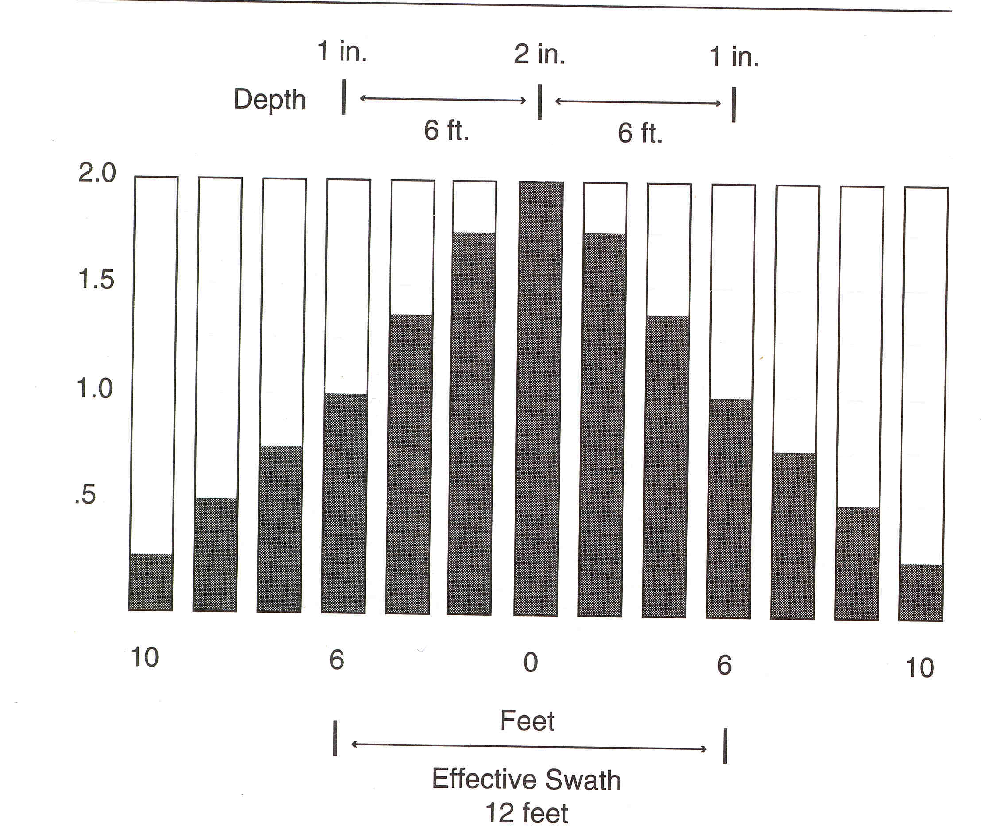 1 in. 2 in. 1 in.
Depth
6 ft. 6 ft.
2.0
1.5
1.0
.5
10 6 0 6 10
Feet
Effective Swath
12 feet